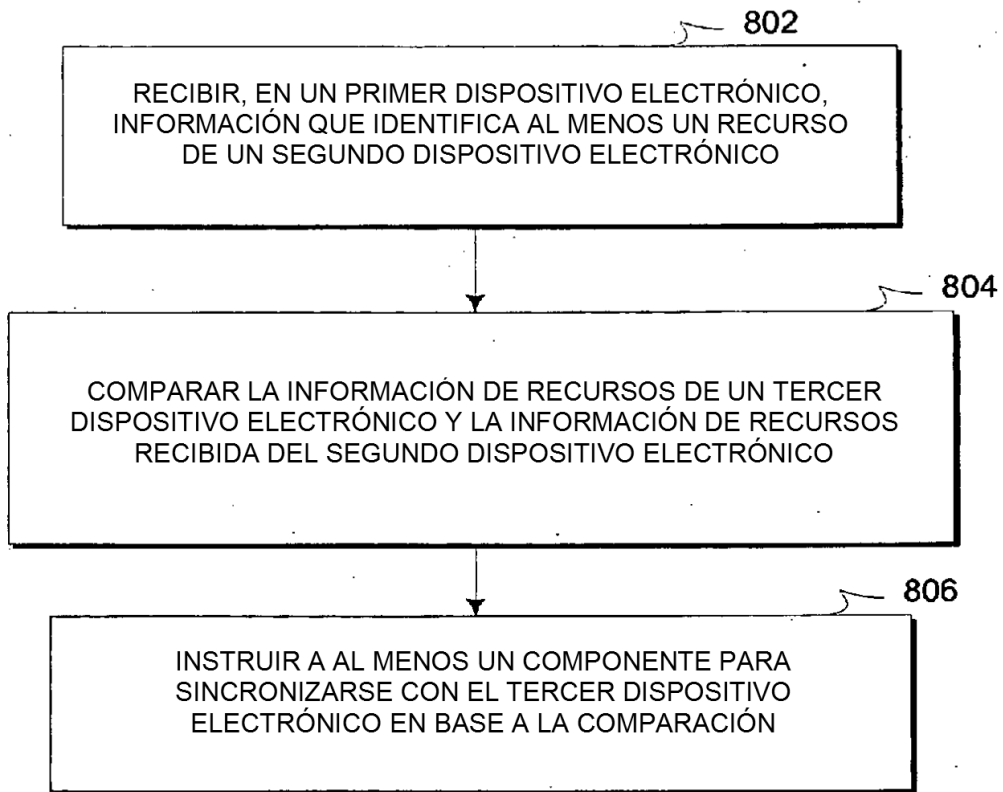 802
RECIBIR, EN UN PRIMER DISPOSITIVO ELECTRÓNICO,
INFORMACIÓN QUE IDENTIFICA AL MENOS UN RECURSO
DE UN SEGUNDO DISPOSITIVO ELECTRÓNICO
804
COMPARAR LA INFORMACIÓN DE RECURSOS DE UN TERCER
DISPOSITIVO ELECTRÓNICO Y LA INFORMACIÓN DE RECURSOS
RECIBIDA DEL SEGUNDO DISPOSITIVO ELECTRÓNICO
806
INSTRUIR A AL MENOS UN COMPONENTE PARA
SINCRONIZARSE CON EL TERCER DISPOSITIVO
ELECTRÓNICO EN BASE A LA COMPARACIÓN